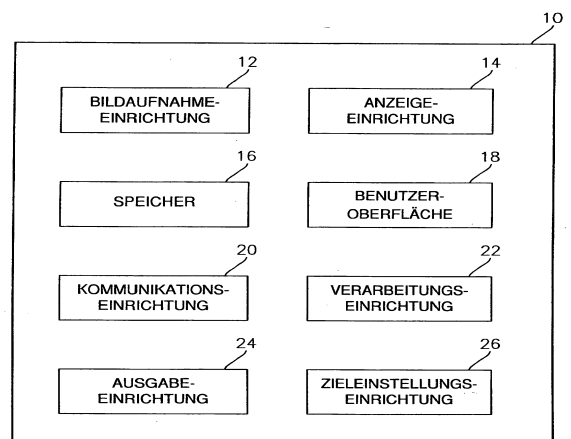 10
12
14
BILDAUFNAHME-
EINRICHTUNG
ANZEIGE-
EINRICHTUNG
16
18
SPEICHER
BENUTZER-
OBERFLÄCHE
20
22
KOMMUNIKATIONS-
EINRICHTUNG
VERARBEITUNGS-
EINRICHTUNG
24
26
AUSGABE-
EINRICHTUNG
ZIELEINSTELLUNGS-
EINRICHTUNG